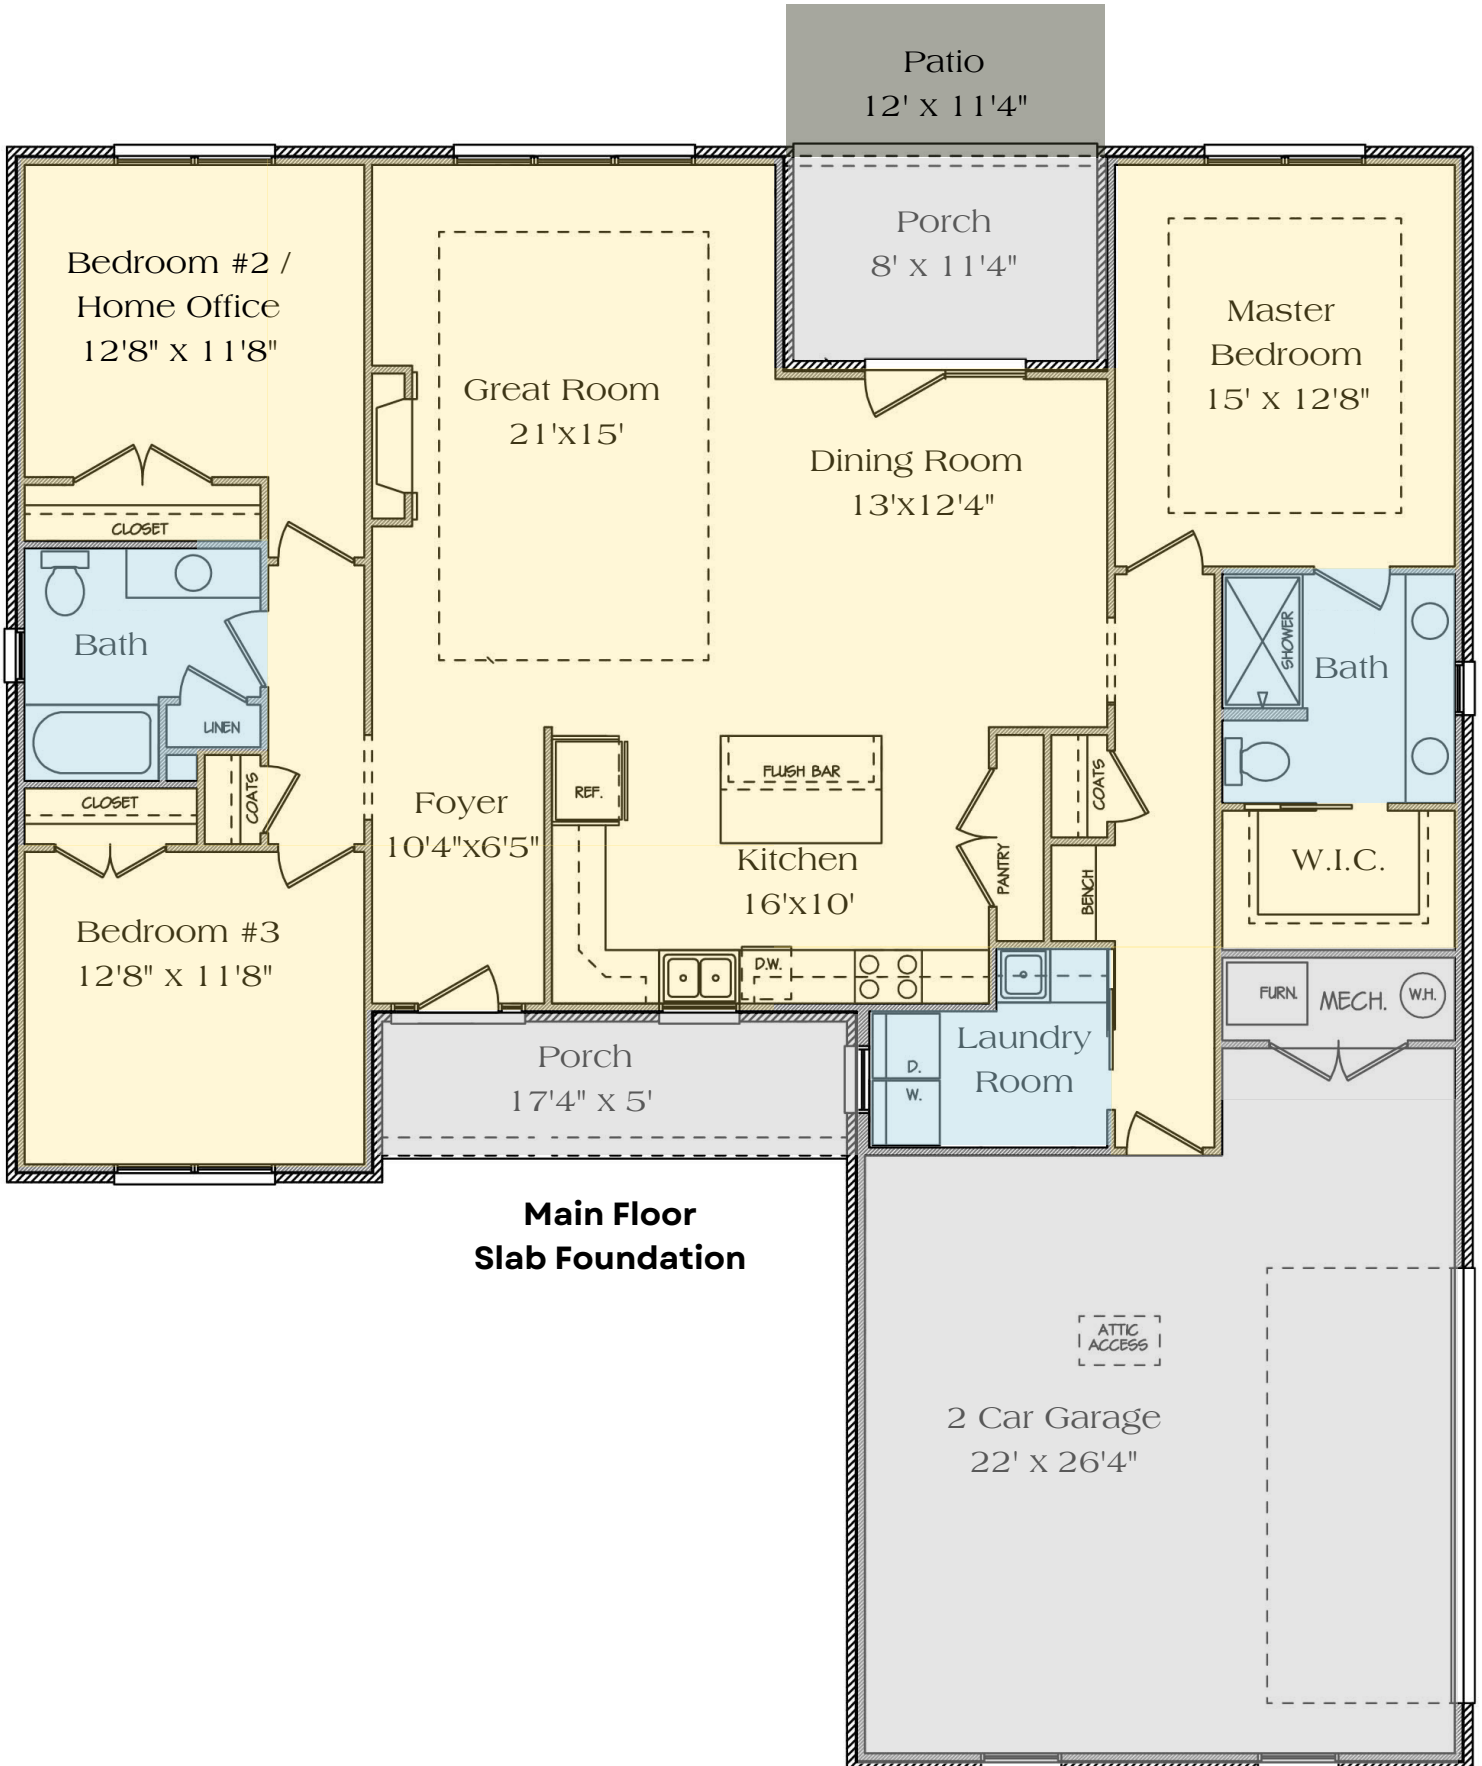 Patio
12' X 11'4"
Porch
8' X 11'4"
Bedroom #2 /
Home Office
12'8" X 11'8"
Great Room
21'X15'
Master
Bedroom
15' X 12'8"
Dining Room
13'X12'4"
CLOSET
Bath
LINEN
SHOWER
Bath
CLOSET
COATS
Foyer
10'4"X6'5"
REF.
FLUSH BAR
Kitchen
16'X10'
PANTRY
COATS
BENCH
W.I.C.
Bedroom #3
12'8" X 11'8"
D.W.
FURN.
MECH.
W.H.
Porch
17'4" X 5'
D.
W.
Laundry
Room
Main Floor
Slab Foundation
ATTIC
ACCESS
2 Car Garage
22' X 26'4"